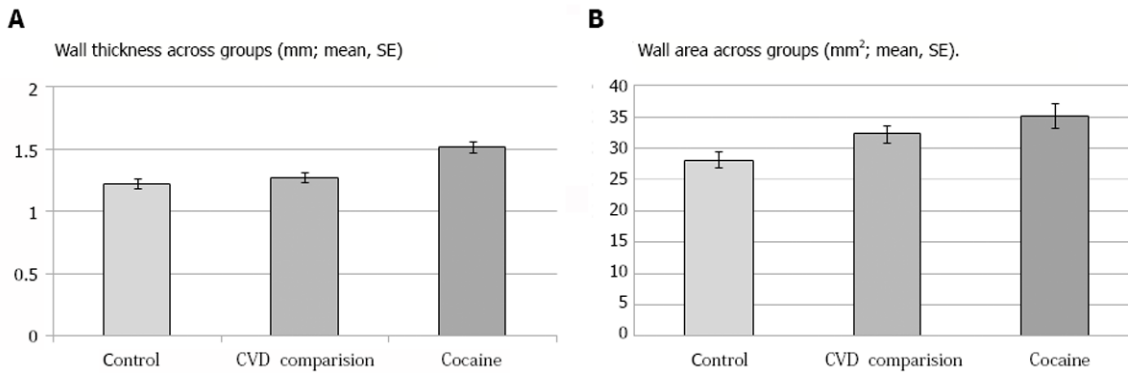 A
Wall thickness across groups (mm; mean, SE)
2
1.5
1
0.5
0
Control
CVD comparision
Cocaine
B
Wall area across groups (mm²; mean, SE).
40
35
30
25
20
15
10
5
0
Control
CVD comparision
Cocaine